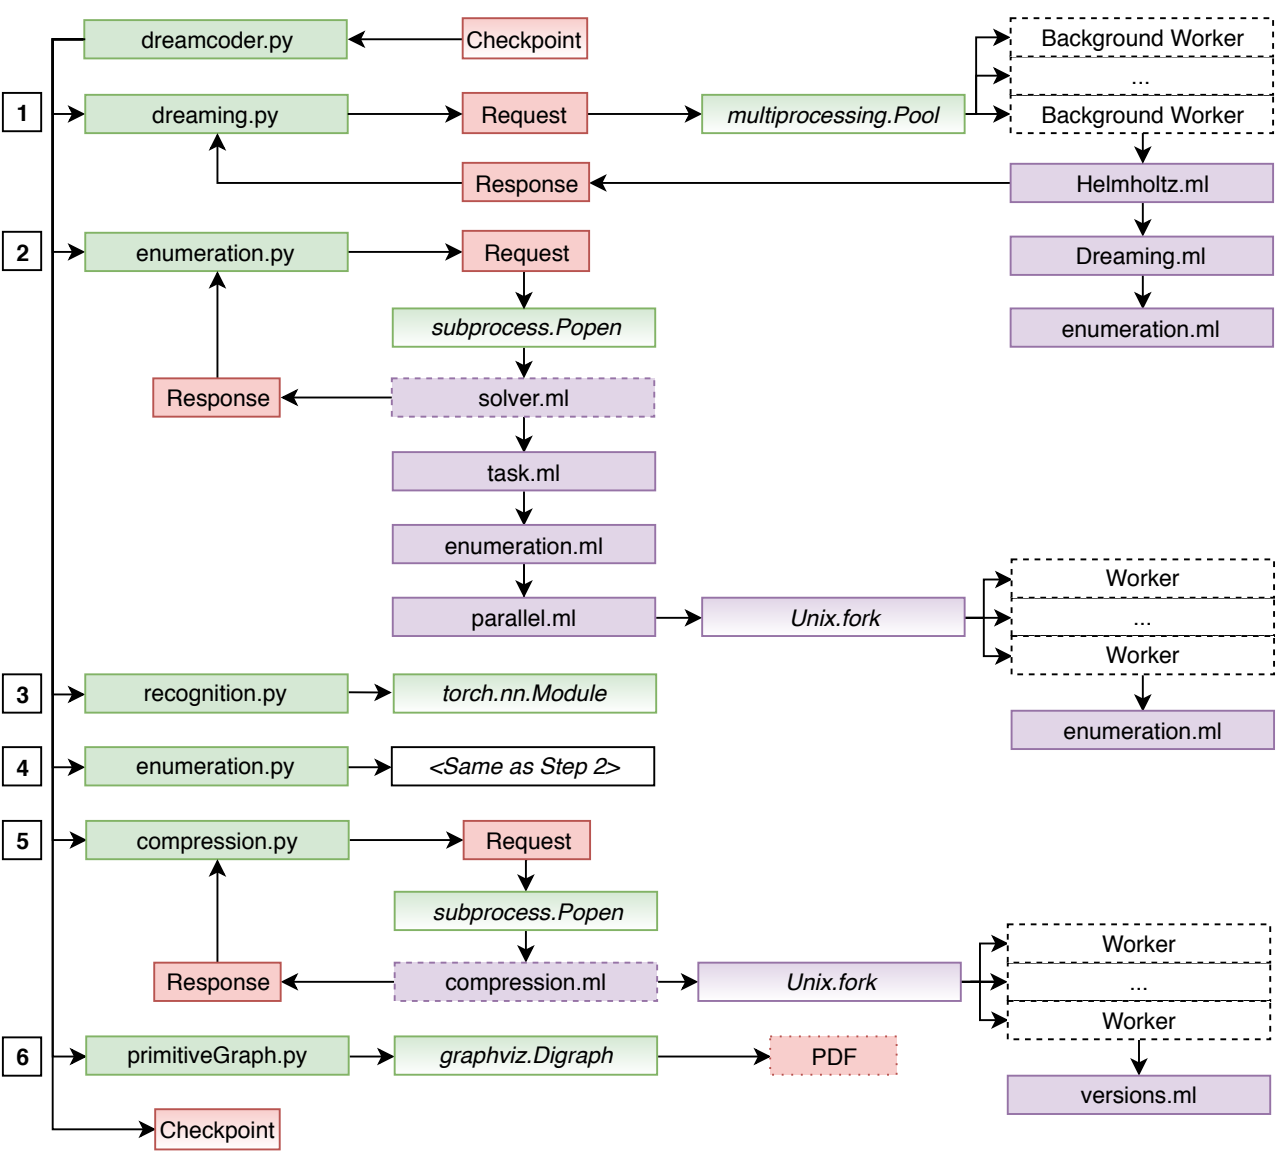 dreamcoder.py
Checkpoint
Background Worker
...
1
dreaming.py
Request
multiprocessing.Pool
Background Worker
Response
Helmholtz.ml
2
enumeration.py
Request
Dreaming.ml
subprocess.Popen
enumeration.ml
Response
solver.ml
task.ml
enumeration.ml
Worker
parallel.ml
Unix.fork
...
Worker
3
recognition.py
torch.nn.Module
enumeration.ml
4
enumeration.py
<Same as Step 2>
5
compression.py
Request
subprocess.Popen
Worker
Response
compression.ml
Unix.fork
...
Worker
6
primitiveGraph.py
graphviz.Digraph
PDF
versions.ml
Checkpoint